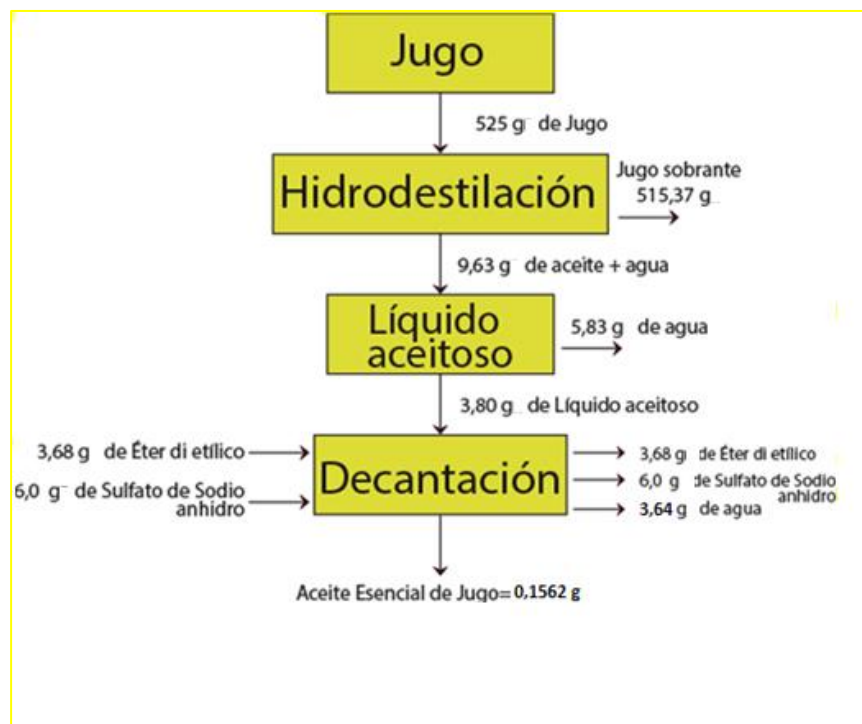 Jugo
525 g de Jugo
Hidrodestilación
Jugo sobrante
515,37 g
9,63 g de aceite + agua
Líquido
aceitoso
5,83 g de agua
3,80 g de Líquido aceitoso
3,68 g de Éter di etílico
6,0 g de Sulfato de Sodio
anhidro
Decantación
3,68 g de Éter di etílico
6,0 g de Sulfato de Sodio
anhidro
3,64 g de agua
Aceite Esencial de Jugo= 0,1562 g